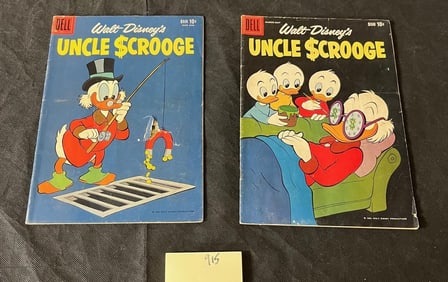 DELL
Walt Disney's
UNCLE $CROOGE
10¢
DELL
Walt Disney's
UNCLE $CROOGE
10¢
915